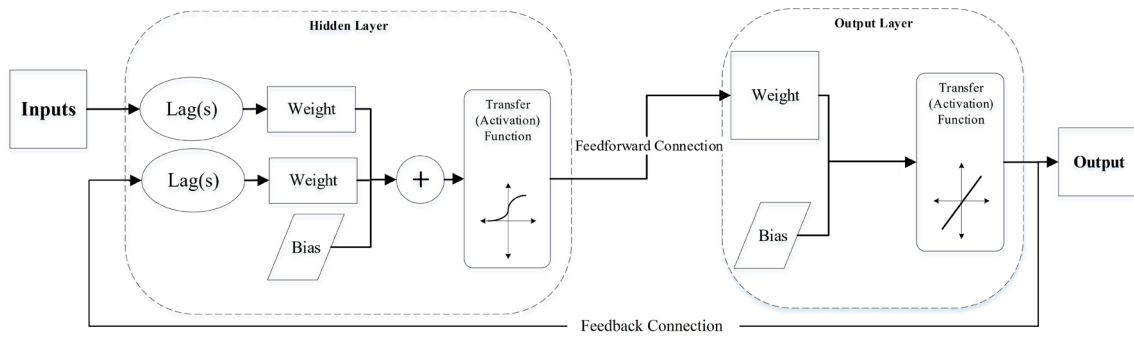 Hidden Layer
Output Layer
Inputs
Lag(s)
Weight
Lag(s)
Weight
Bias
+
Transfer
(Activation)
Function
Feedforward Connection
Weight
Bias
Transfer
(Activation)
Function
Output
Feedback Connection